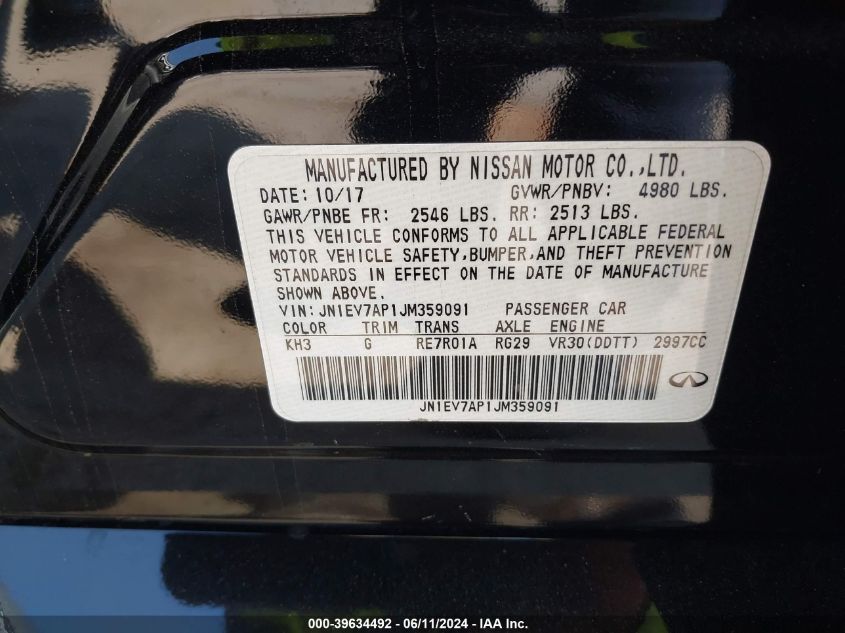 MANUFACTURED BY NISSAN MOTOR CO.,LTD.
DATE: 10/17 GVWR/PNBV: 4980 LBS.
GAWR/PNBE FR: 2546 LBS. RR: 2513 LBS.
THIS VEHICLE CONFORMS TO ALL APPLICABLE FEDERAL
MOTOR VEHICLE SAFETY,BUMPER,AND THEFT PREVENTION
STANDARDS IN EFFECT ON THE DATE OF MANUFACTURE
SHOWN ABOVE.
VIN:JN1EV7AP1JM359091 PASSENGER CAR
COLOR TRIM TRANS AXLE ENGINE
KH3 G RE7R01A RG29 VR30(DDTT) 2997CC
JN1EV7AP1JM359091
000-39634492 - 06/11/2024 - IAA Inc.